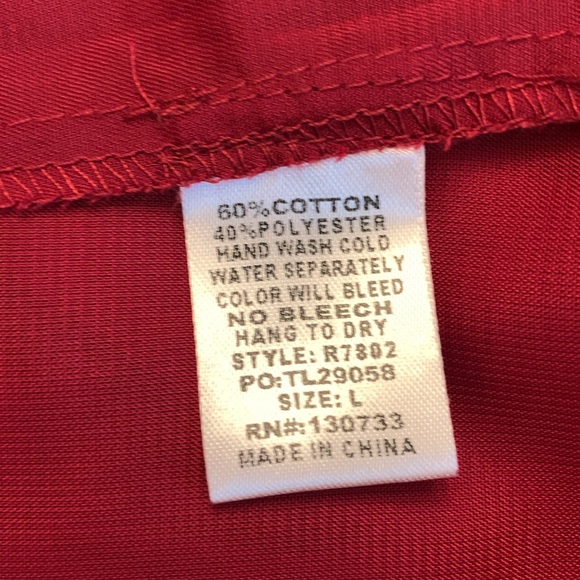 60%COTTON
40%POLYESTER
HAND WASH COLD
WATER SEPARATELY
COLOR WILL BLEED
NO BLEECH
HANG TO DRY
STYLE: R7802
PO:TL29058
SIZE: L
RN#:130733
MADE IN CHINA